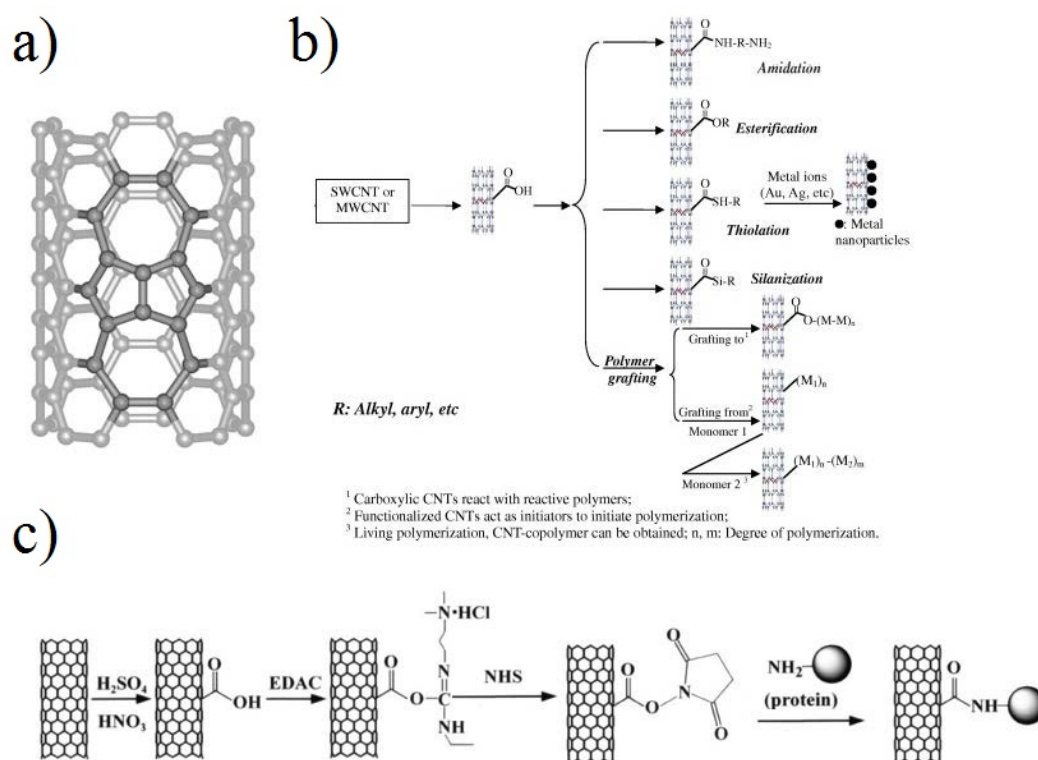 a)
b)
O
NH-R-NH₂
Amidation
O
OR
Esterification
SWCNT or
MWCNT
O
OH
O
SH-R
Thiolation
Metal ions
(Au, Ag, etc)
●: Metal
nanoparticles
O
Si-R
Silanization
Polymer
grafting
Grafting to¹
O
O-(M-M)ₙ
Grafting from²
Monomer 1
(M₁)ₙ
Monomer 2 ³
(M₁)ₙ-(M₂)ₘ
R: Alkyl, aryl, etc
¹ Carboxylic CNTs react with reactive polymers;
² Functionalized CNTs act as initiators to initiate polymerization;
³ Living polymerization, CNT-copolymer can be obtained; n, m: Degree of polymerization.
c)
H₂SO₄
HNO₃
O
OH
EDAC
O
O
C
N
NH
N•HCl
NHS
O
O
N
O
O
NH₂
(protein)
O
NH